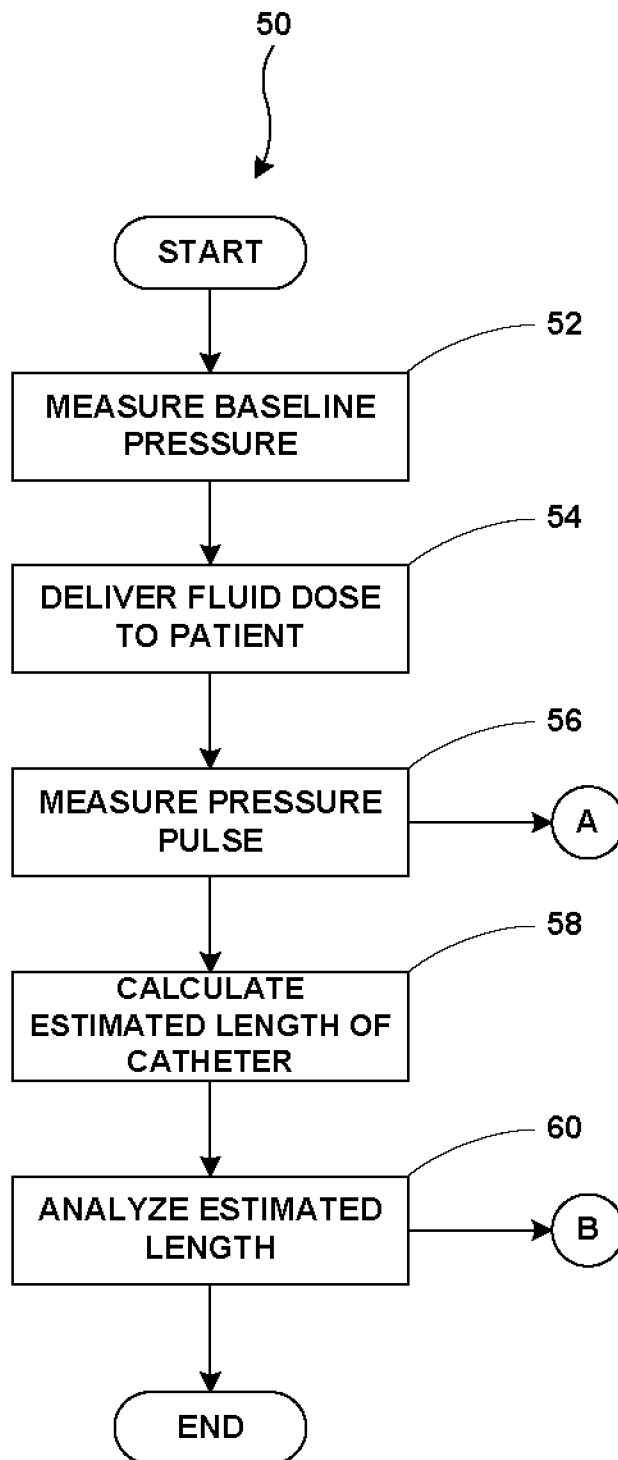 50
START
52
MEASURE BASELINE
PRESSURE
54
DELIVER FLUID DOSE
TO PATIENT
56
MEASURE PRESSURE
PULSE
A
58
CALCULATE
ESTIMATED LENGTH OF
CATHETER
60
ANALYZE ESTIMATED
LENGTH
B
END